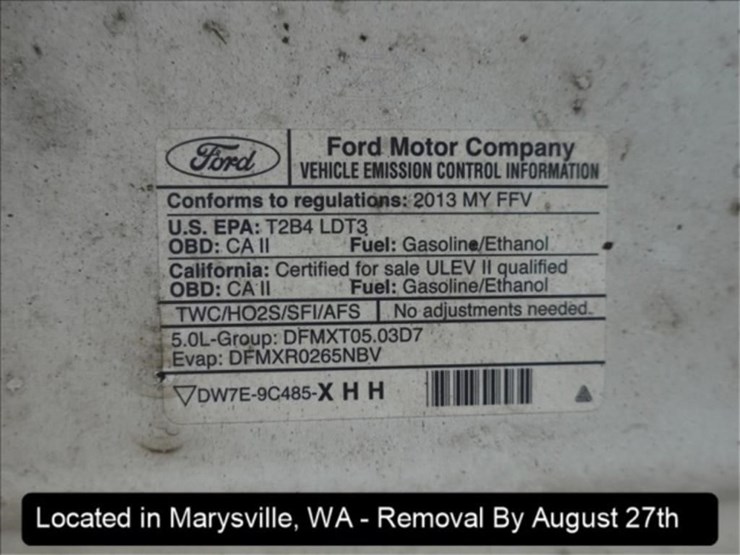 Ford
Ford Motor Company
VEHICLE EMISSION CONTROL INFORMATION
Conforms to regulations: 2013 MY FFV
U.S. EPA: T2B4 LDT3
OBD: CA II Fuel: Gasoline/Ethanol
California: Certified for sale ULEV II qualified
OBD: CA II Fuel: Gasoline/Ethanol
TWC/HO2S/SFI/AFS No adjustments needed.
5.0L-Group: DFMXT05.03D7
Evap: DFMXR0265NBV
DW7E-9C485-X H H
Located in Marysville, WA - Removal By August 27th